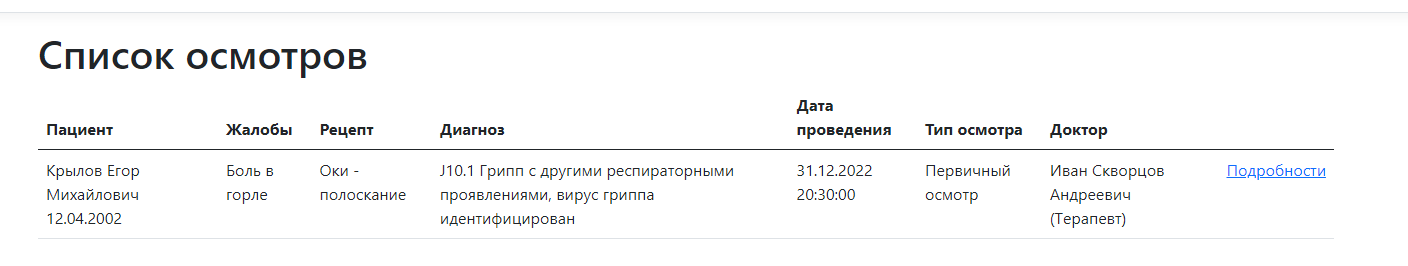 Список осмотров
Пациент Жалобы Рецепт Диагноз Дата проведения Тип осмотра Доктор
Крылов Егор Боль в Оки - J10.1 Грипп с другими респираторными 31.12.2022 Первичный Иван Скворцов Подробности
Михайлович горле полоскание проявлениями, вирус гриппа 20:30:00 осмотр Андреевич
12.04.2002 идентифицирован (Терапевт)